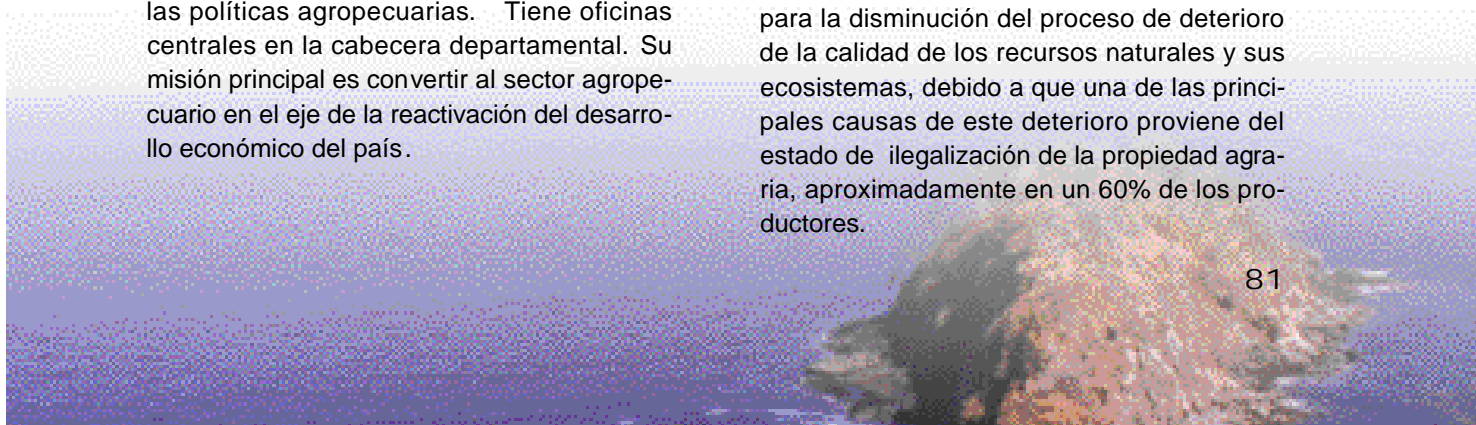 las políticas agropecuarias. Tiene oficinas
centrales en la cabecera departamental. Su
misión principal es convertir al sector agrope-
cuario en el eje de la reactivación del desarro-
llo económico del país.
para la disminución del proceso de deterioro
de la calidad de los recursos naturales y sus
ecosistemas, debido a que una de las princi-
pales causas de este deterioro proviene del
estado de ilegalización de la propiedad agra-
ria, aproximadamente en un 60% de los pro-
ductores.
81